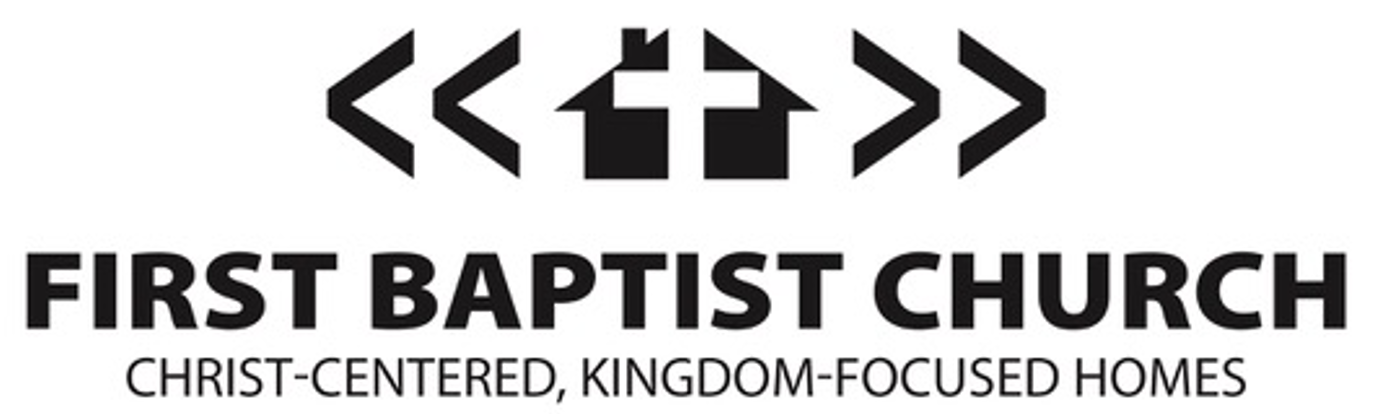 FIRST BAPTIST CHURCH
CHRIST-CENTERED, KINGDOM-FOCUSED HOMES